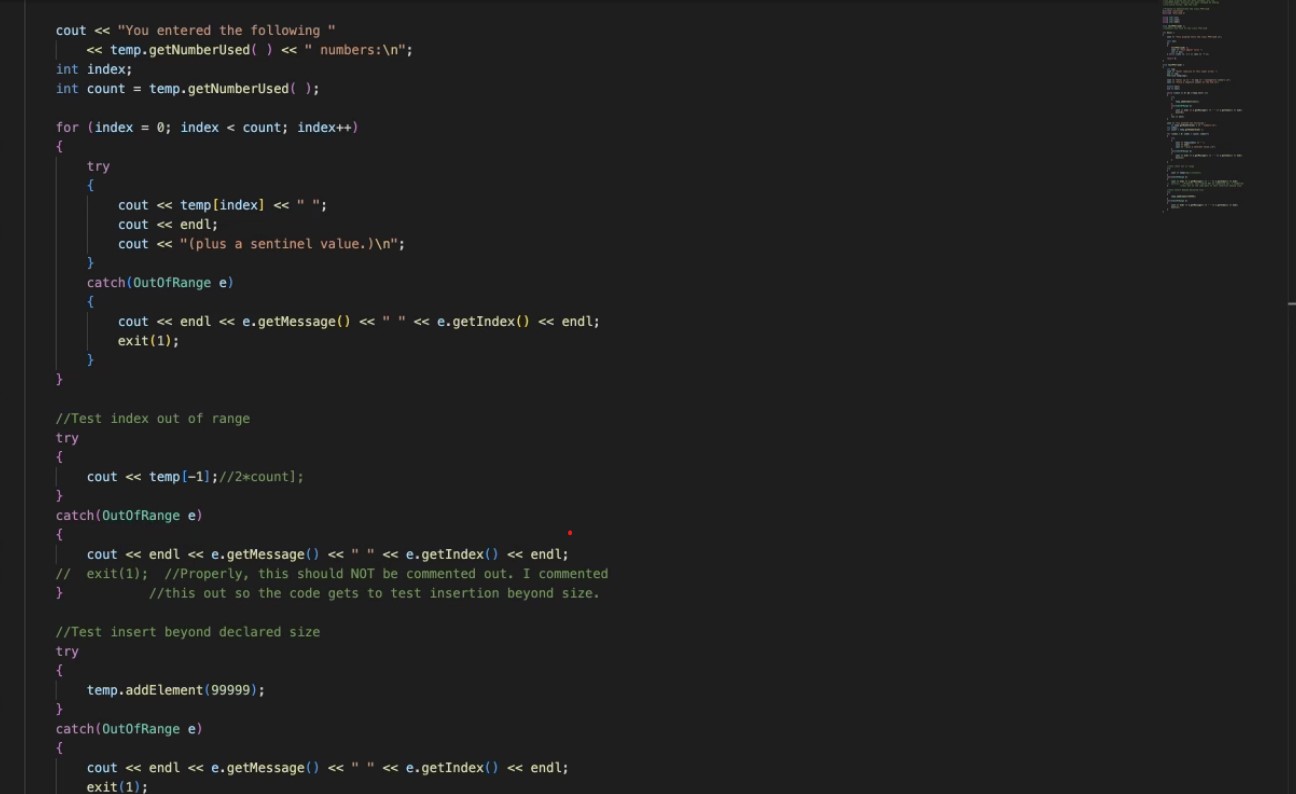 cout << "You entered the following "
<< temp.getNumberUsed( ) << " numbers:\n";
int index;
int count = temp.getNumberUsed( );
for (index = 0; index < count; index++)
{
try
{
cout << temp[index] << " ";
cout << endl;
cout << "(plus a sentinel value.)\n";
}
catch(OutOfRange e)
{
cout << endl << e.getMessage() << " " << e.getIndex() << endl;
exit(1);
}
}
//Test index out of range
try
{
cout << temp[-1];//2*count];
}
catch(OutOfRange e)
{
cout << endl << e.getMessage() << " " << e.getIndex() << endl;
//  exit(1);  //Properly, this should NOT be commented out. I commented
}           //this out so the code gets to test insertion beyond size.
//Test insert beyond declared size
try
{
temp.addElement(99999);
}
catch(OutOfRange e)
{
cout << endl << e.getMessage() << " " << e.getIndex() << endl;
exit(1);